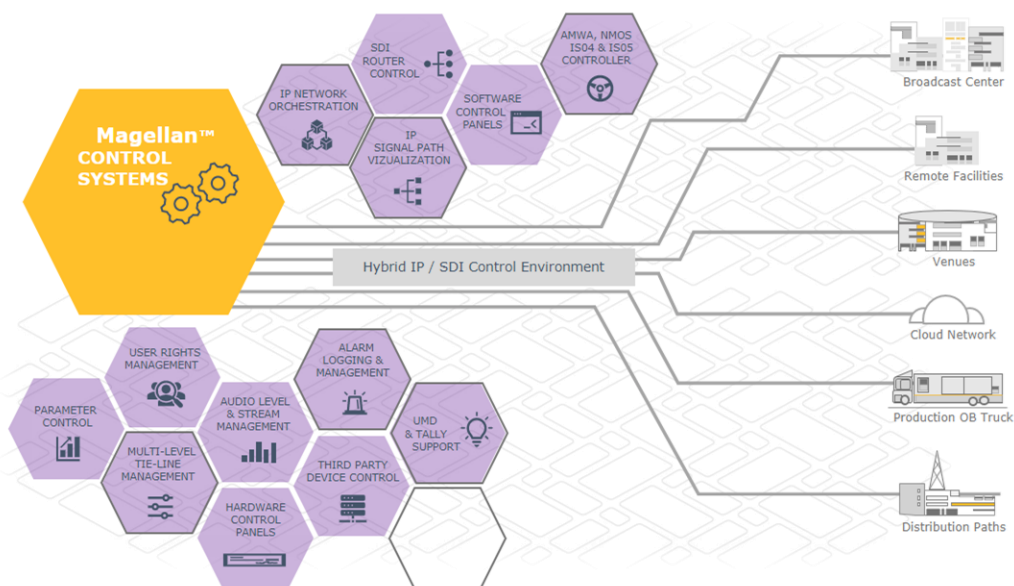 Magellan™
CONTROL
SYSTEMS
IP NETWORK
ORCHESTRATION
SDI
ROUTER
CONTROL
IP
SIGNAL PATH
VIZUALIZATION
SOFTWARE
CONTROL
PANELS
AMWA, NMOS
IS04 & IS05
CONTROLLER
Hybrid IP / SDI Control Environment
Broadcast Center
Remote Facilities
Venues
Cloud Network
Production OB Truck
Distribution Paths
PARAMETER
CONTROL
USER RIGHTS
MANAGEMENT
MULTI-LEVEL
TIE-LINE
MANAGEMENT
AUDIO LEVEL
& STREAM
MANAGEMENT
HARDWARE
CONTROL
PANELS
ALARM
LOGGING &
MANAGEMENT
THIRD PARTY
DEVICE CONTROL
UMD
& TALLY
SUPPORT